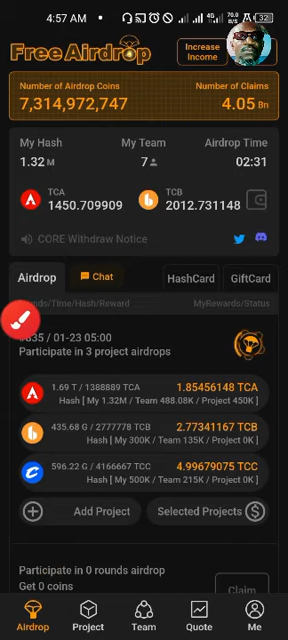 4:57 AM
4G 70.0 B/S 32
Free Airdrop
Increase Income
Number of Airdrop Coins Number of Claims
7,314,972,747 4.05 Bn
My Hash My Team Airdrop Time
1.32 M 7 02:31
TCA TCB
1450.709909 2012.731148
CORE Withdraw Notice
Airdrop Chat HashCard GiftCard
nds/Time/Hash/Reward MyRewards/Status
635 / 01-23 05:00
Participate in 3 project airdrops
1.69 T / 1388889 TCA 1.85456148 TCA
Hash [ My 1.32M / Team 488.08K / Project 450K ]
435.68 G / 2777778 TCB 2.77341167 TCB
Hash [ My 300K / Team 135K / Project 0K ]
596.22 G / 4166667 TCC 4.99679075 TCC
Hash [ My 500K / Team 215K / Project 0K ]
Add Project Selected Projects
Participate in 0 rounds airdrop
Get 0 coins
Claim
Airdrop Project Team Quote Me